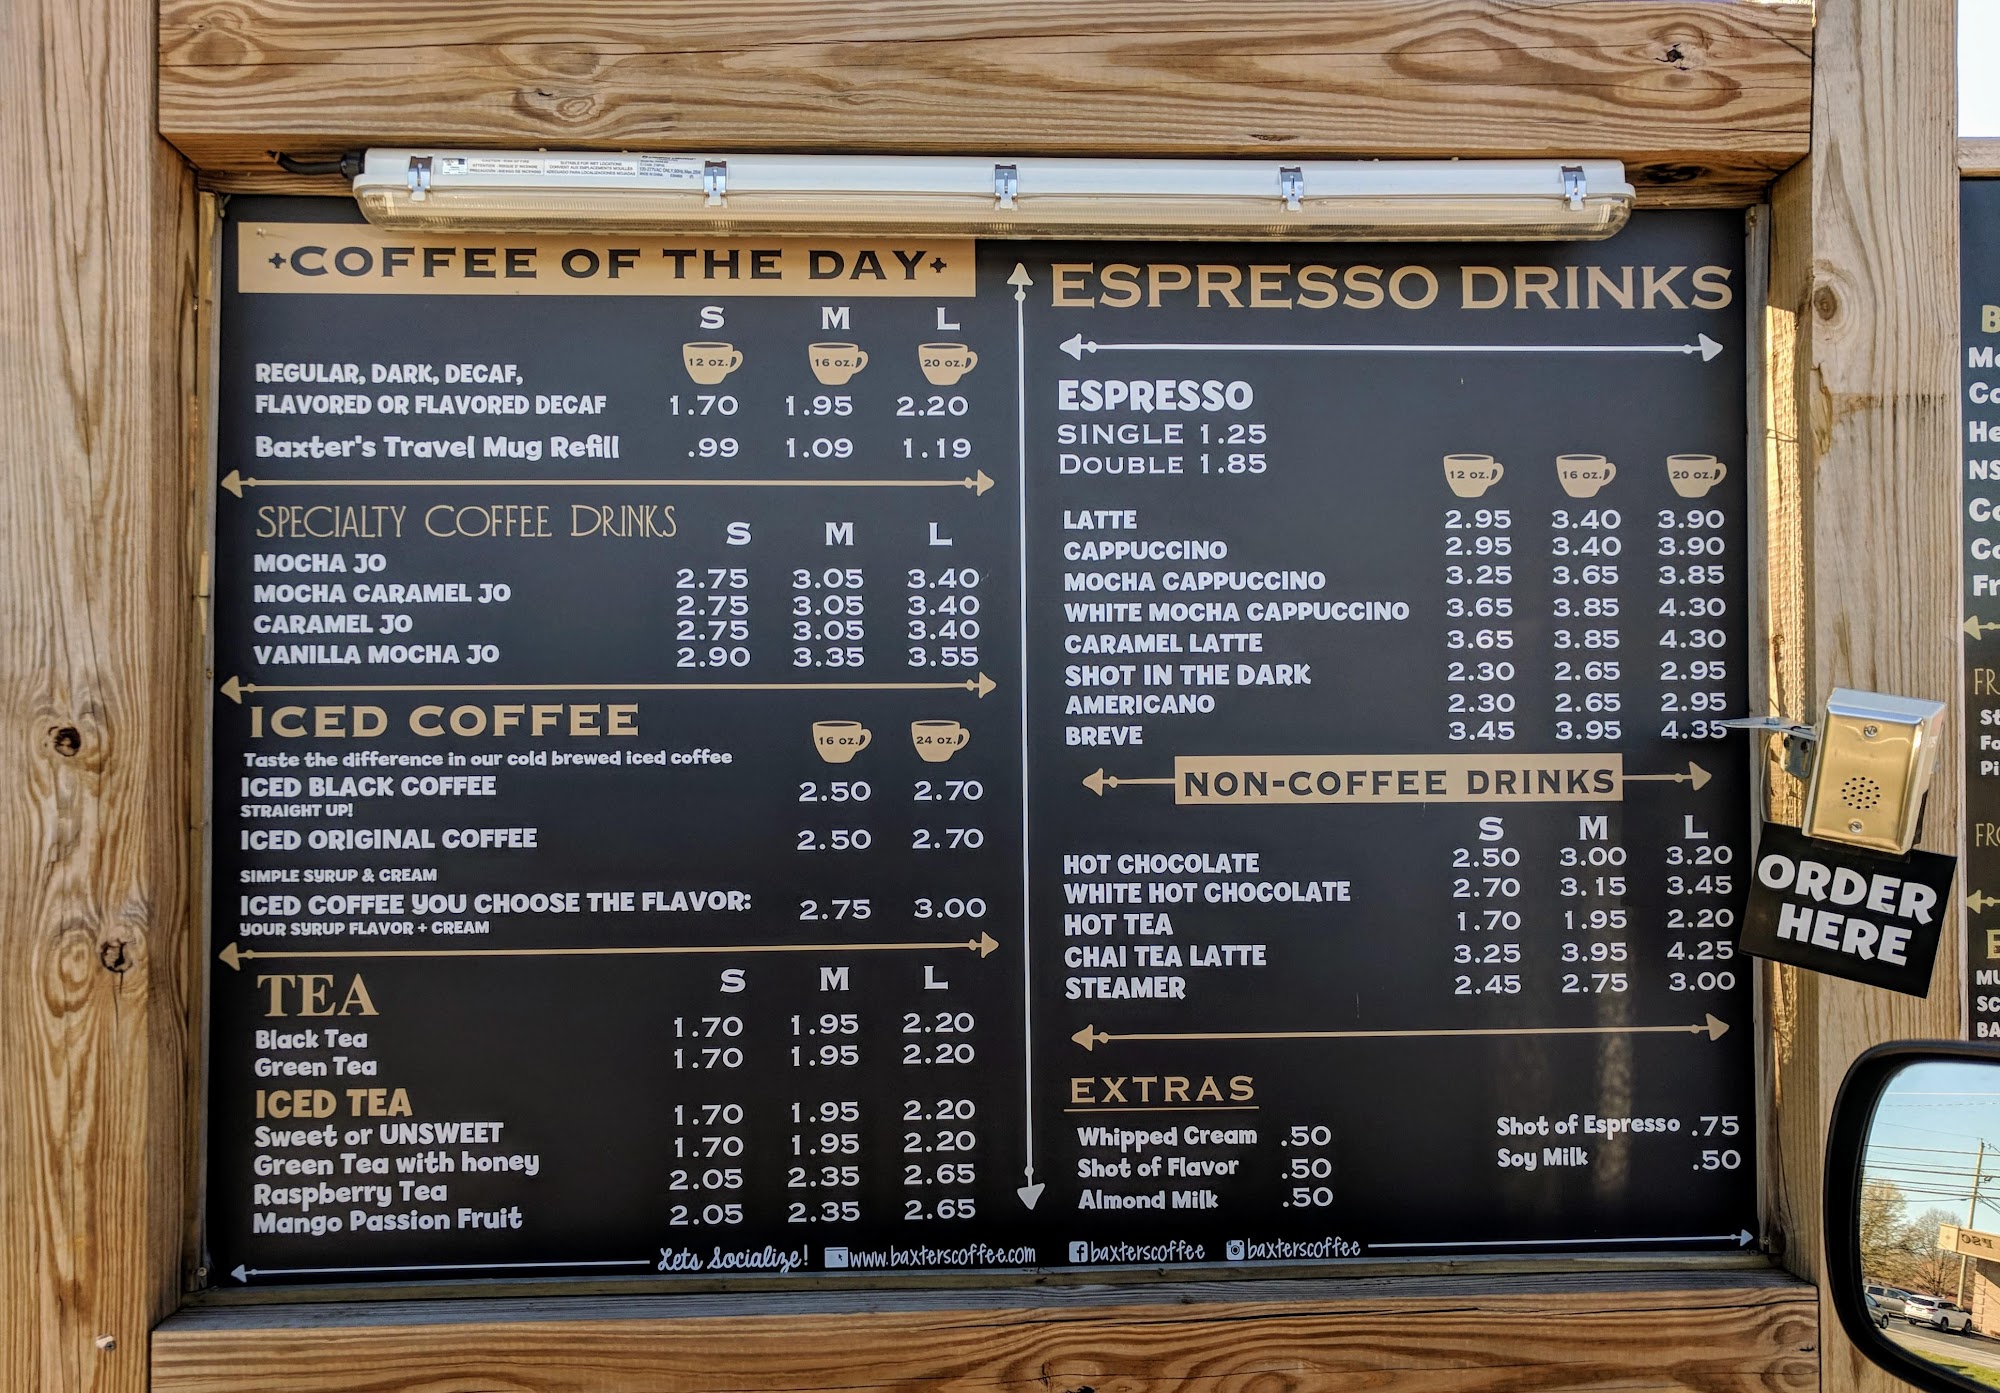 COFFEE OF THE DAY
S M L
12 oz. 16 oz. 20 oz.
REGULAR, DARK, DECAF,
FLAVORED OR FLAVORED DECAF 1.70 1.95 2.20
Baxter's Travel Mug Refill .99 1.09 1.19
SPECIALTY COFFEE DRINKS S M L
MOCHA JO 2.75 3.05 3.40
MOCHA CARAMEL JO 2.75 3.05 3.40
CARAMEL JO 2.75 3.05 3.40
VANILLA MOCHA JO 2.90 3.35 3.55
ICED COFFEE 16 oz. 24 oz.
Taste the difference in our cold brewed iced coffee
ICED BLACK COFFEE 2.50 2.70
STRAIGHT UP!
ICED ORIGINAL COFFEE 2.50 2.70
SIMPLE SYRUP & CREAM
ICED COFFEE YOU CHOOSE THE FLAVOR: 2.75 3.00
YOUR SYRUP FLAVOR + CREAM
TEA S M L
Black Tea 1.70 1.95 2.20
Green Tea 1.70 1.95 2.20
ICED TEA
Sweet or UNSWEET 1.70 1.95 2.20
Green Tea with honey 1.70 1.95 2.20
Raspberry Tea 2.05 2.35 2.65
Mango Passion Fruit 2.05 2.35 2.65
ESPRESSO DRINKS
ESPRESSO
SINGLE 1.25
DOUBLE 1.85
12 oz. 16 oz. 20 oz.
LATTE 2.95 3.40 3.90
CAPPUCCINO 2.95 3.40 3.90
MOCHA CAPPUCCINO 3.25 3.65 3.85
WHITE MOCHA CAPPUCCINO 3.65 3.85 4.30
CARAMEL LATTE 3.65 3.85 4.30
SHOT IN THE DARK 2.30 2.65 2.95
AMERICANO 2.30 2.65 2.95
BREVE 3.45 3.95 4.35
NON-COFFEE DRINKS
S M L
HOT CHOCOLATE 2.50 3.00 3.20
WHITE HOT CHOCOLATE 2.70 3.15 3.45
HOT TEA 1.70 1.95 2.20
CHAI TEA LATTE 3.25 3.95 4.25
STEAMER 2.45 2.75 3.00
EXTRAS
Whipped Cream .50 Shot of Espresso .75
Shot of Flavor .50 Soy Milk .50
Almond Milk .50
Lets Socialize! www.baxterscoffee.com baxterscoffee baxterscoffee
ORDER
HERE